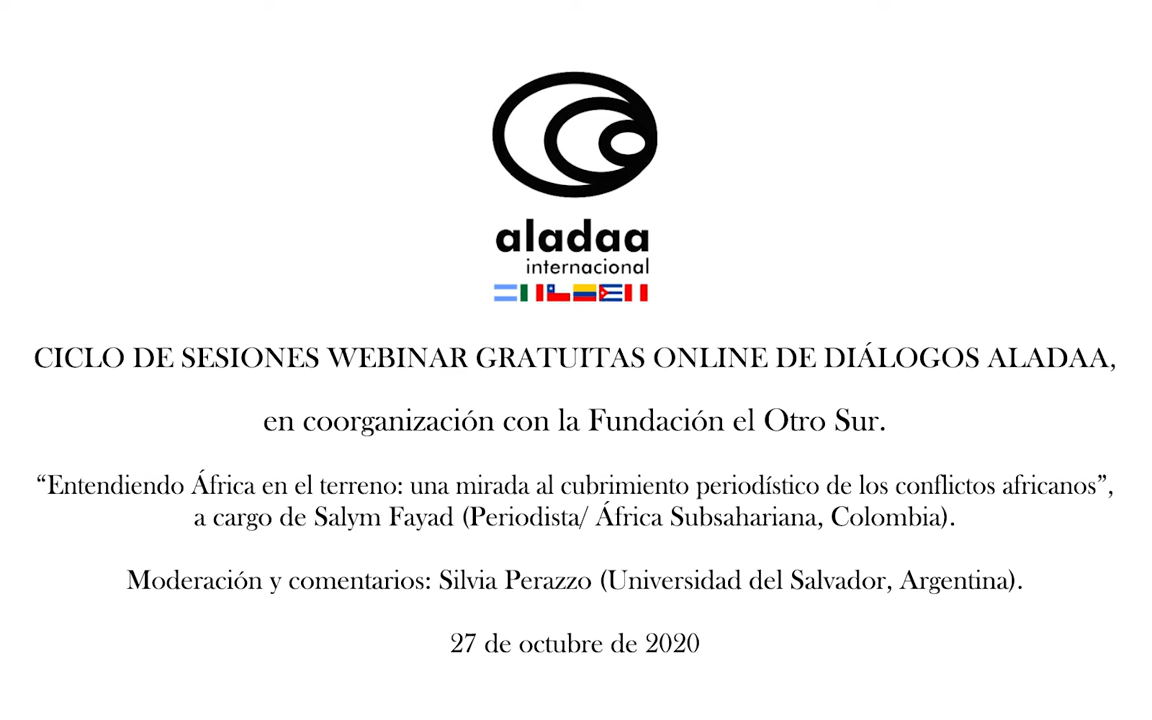 aladaa
internacional
CICLO DE SESIONES WEBINAR GRATUITAS ONLINE DE DIÁLOGOS ALADAA,
en coorganización con la Fundación el Otro Sur.
“Entendiendo África en el terreno: una mirada al cubrimiento periodístico de los conflictos africanos”,
a cargo de Salym Fayad (Periodista/ África Subsahariana, Colombia).
Moderación y comentarios: Silvia Perazzo (Universidad del Salvador, Argentina).
27 de octubre de 2020